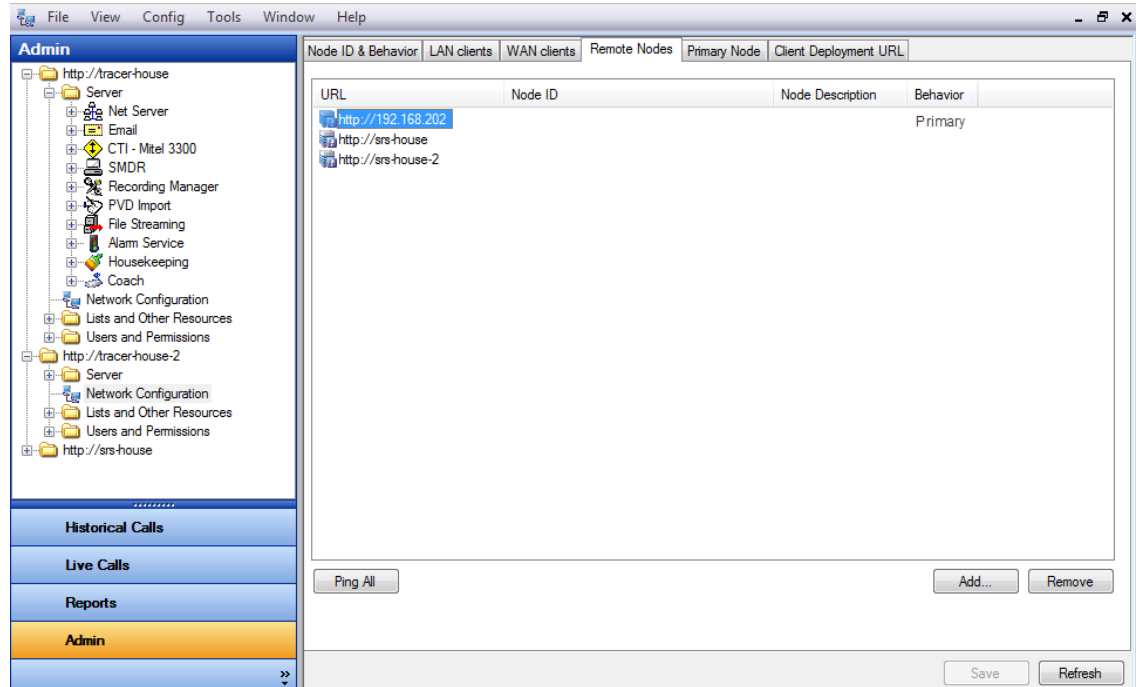 File View Config Tools Window Help
Admin
http://tracer-house
Server
Net Server
Email
CTI - Mitel 3300
SMDR
Recording Manager
PVD Import
File Streaming
Alarm Service
Housekeeping
Coach
Network Configuration
Lists and Other Resources
Users and Permissions
http://tracer-house-2
Server
Network Configuration
Lists and Other Resources
Users and Permissions
http://srs-house
Historical Calls
Live Calls
Reports
Admin
Node ID & Behavior LAN clients WAN clients Remote Nodes Primary Node Client Deployment URL
URL Node ID Node Description Behavior
http://192.168.202 Primary
http://srs-house
http://srs-house-2
Ping All Add... Remove
Save Refresh